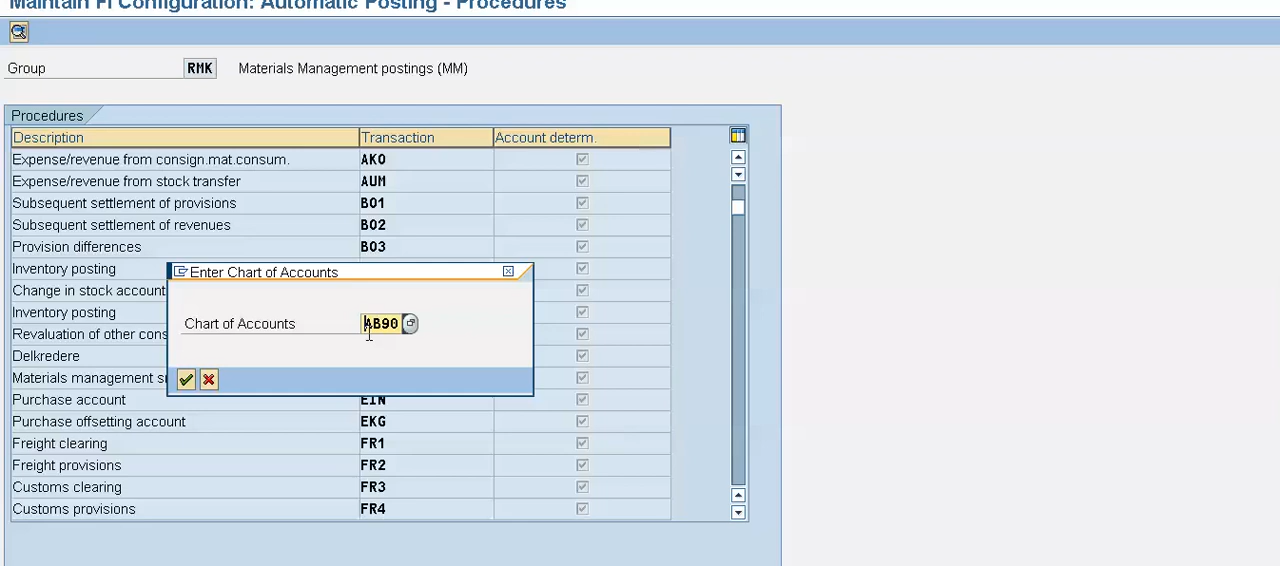 Maintain FI Configuration: Automatic Posting - Procedures
Group RMK Materials Management postings (MM)
Procedures
Description Transaction Account determ.
Expense/revenue from consign.mat.consum. AKO
Expense/revenue from stock transfer AUM
Subsequent settlement of provisions BO1
Subsequent settlement of revenues BO2
Provision differences BO3
Inventory posting
Enter Chart of Accounts
Change in stock account
Inventory posting
Chart of Accounts AB90
Revaluation of other cons
Delkredere
Materials management s
Purchase account EIN
Purchase offsetting account EKG
Freight clearing FR1
Freight provisions FR2
Customs clearing FR3
Customs provisions FR4